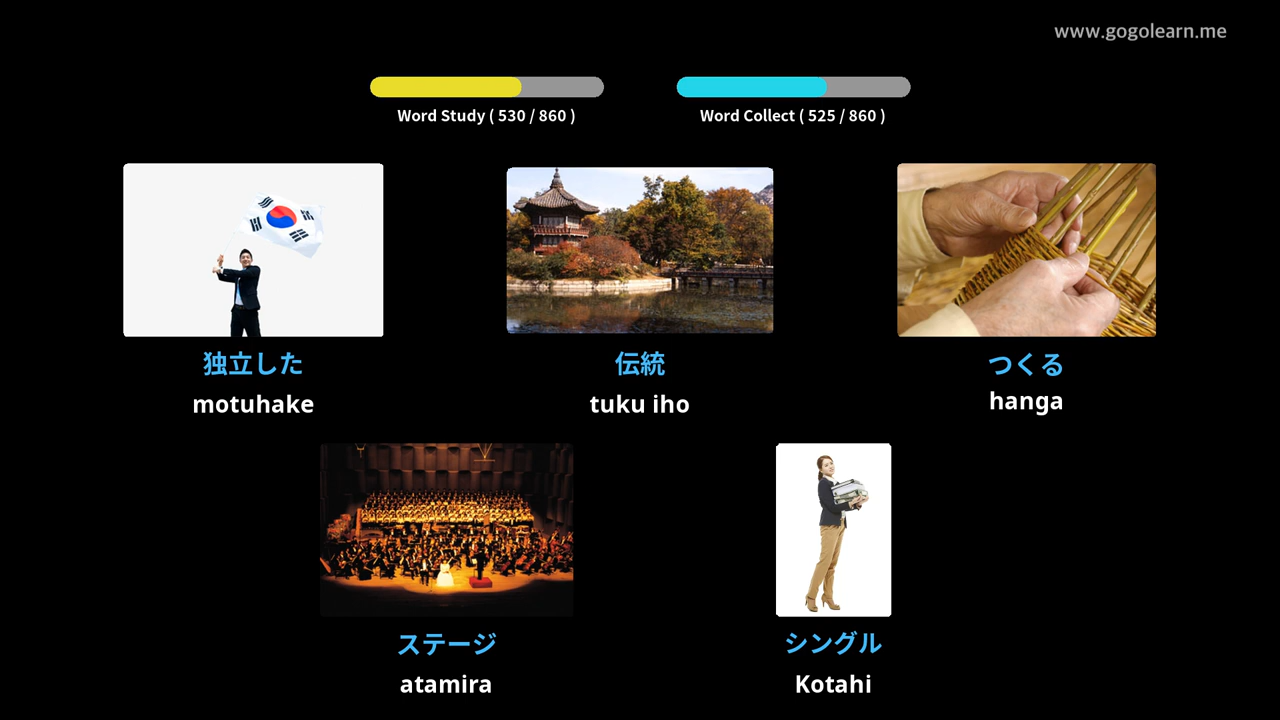 www.gogolearn.me
Word Study ( 530 / 860 )
Word Collect ( 525 / 860 )
独立した
motuhake
伝統
tuku iho
つくる
hanga
ステージ
atamira
シングル
Kotahi